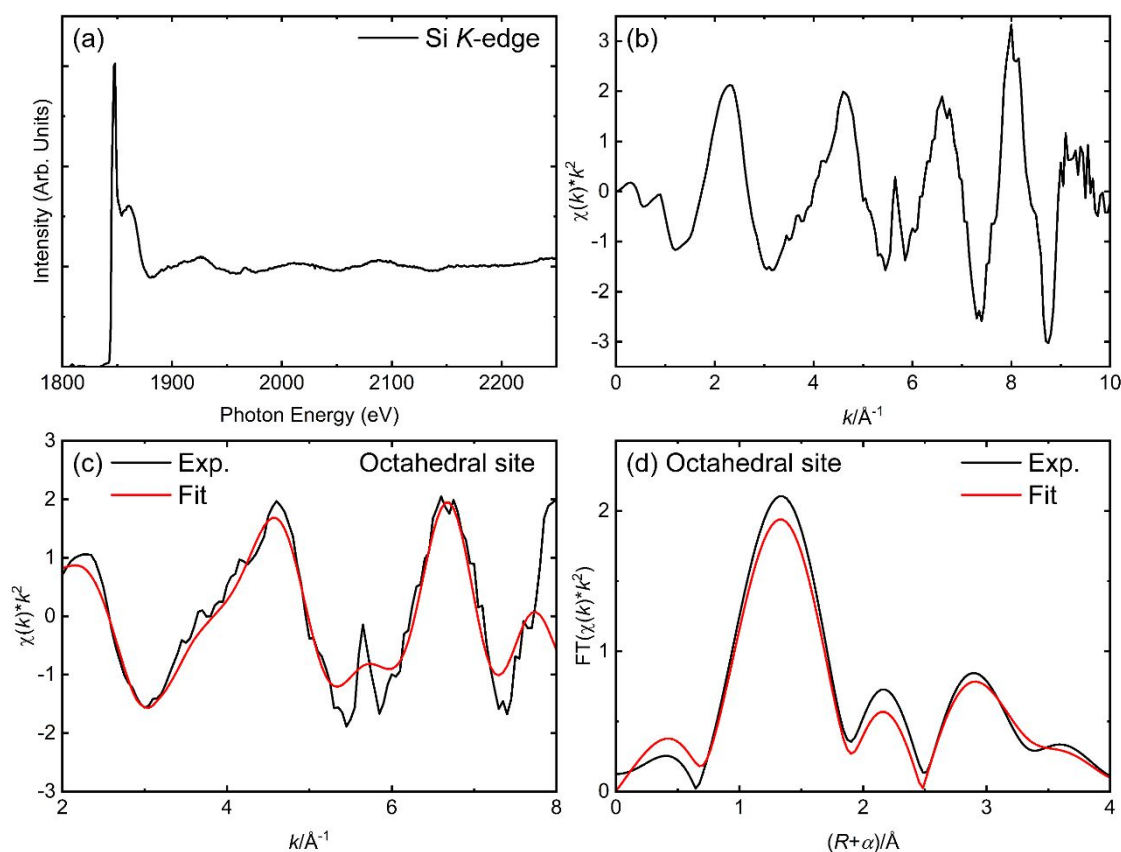 (a)
Si K-edge
Intensity (Arb. Units)
1800 1900 2000 2100 2200
Photon Energy (eV)
(b)
3
2
1
0
-1
-2
-3
χ(k)*k²
0 2 4 6 8 10
k/Å⁻¹
(c)
Exp.
Fit
Octahedral site
3
2
1
0
-1
-2
-3
χ(k)*k²
2 4 6 8
k/Å⁻¹
(d) Octahedral site
Exp.
Fit
2
1
0
FT(χ(k)*k²)
0 1 2 3 4
(R+α)/Å